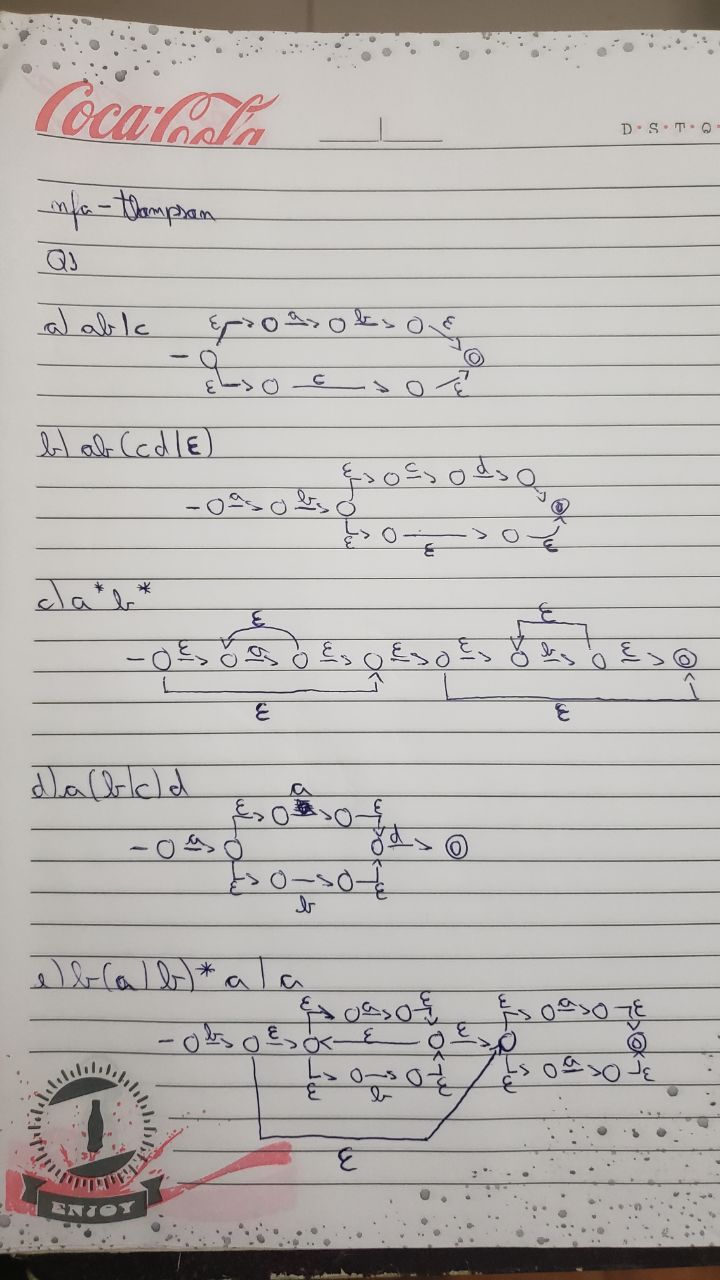 Coca-Cola
D•S•T•Q
nfa - Thompson
Q1
a) ab|c
ε a b ε
ε c ε
b) ab(cd|ε)
ε c d
a b
ε ε ε
c) a*b*
ε ε
ε a ε ε ε b ε
ε ε
d) a(b|c)d
a
ε ε
a d
ε ε
b
e) b(a|b)*a|a
ε a ε ε a ε
b ε ε ε
ε b ε ε a ε
ε
ENJOY